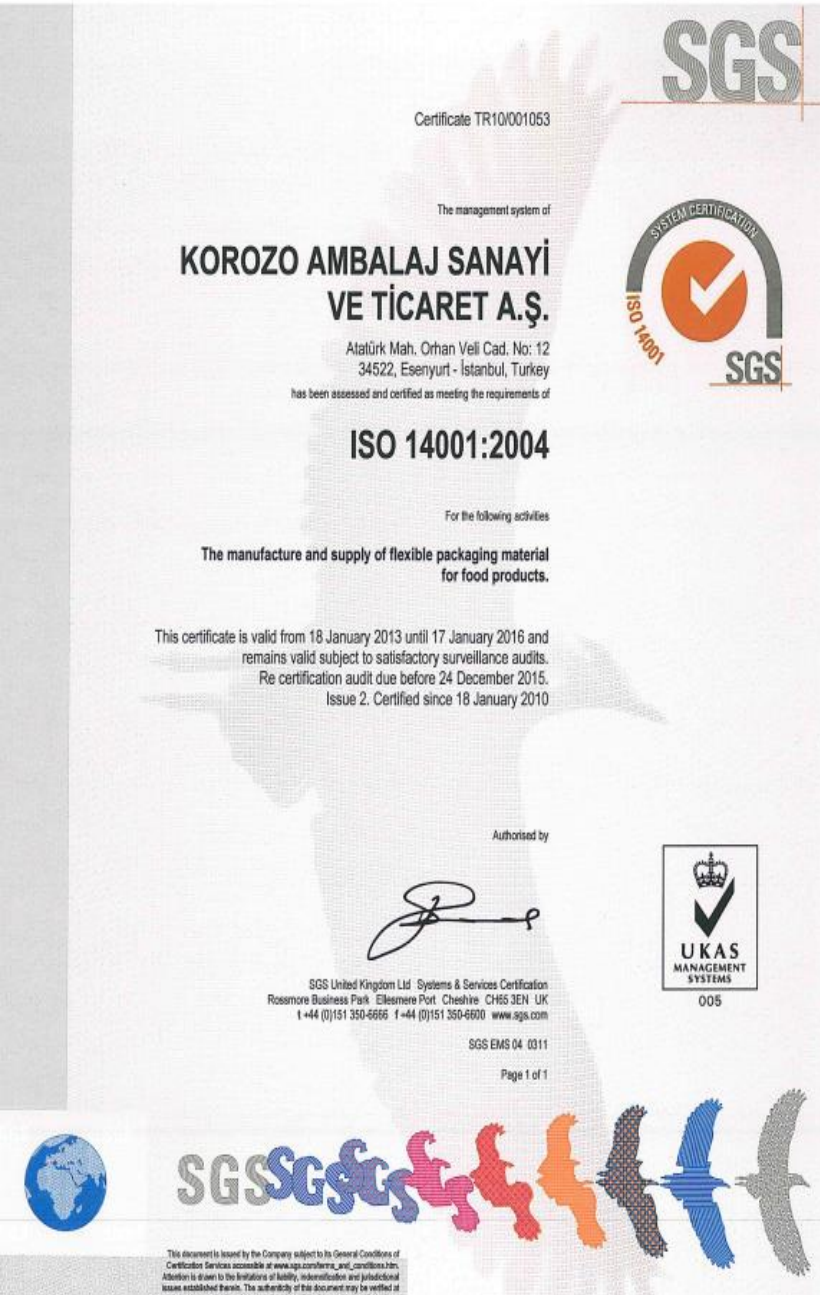 SGS
Certificate TR10/001053
The management system of
KOROZO AMBALAJ SANAYİ
VE TİCARET A.Ş.
Atatürk Mah. Orhan Veli Cad. No: 12
34522, Esenyurt - İstanbul, Turkey
has been assessed and certified as meeting the requirements of
SYSTEM CERTIFICATION
ISO 14001
SGS
ISO 14001:2004
For the following activities
The manufacture and supply of flexible packaging material
for food products.
This certificate is valid from 18 January 2013 until 17 January 2016 and
remains valid subject to satisfactory surveillance audits.
Re certification audit due before 24 December 2015.
Issue 2. Certified since 18 January 2010
Authorised by
SGS United Kingdom Ltd Systems & Services Certification
Rossmore Business Park Ellesmere Port Cheshire CH65 3EN UK
t +44 (0)151 350-6666 f +44 (0)151 350-6600 www.sgs.com
SGS EMS 04 0311
Page 1 of 1
UKAS
MANAGEMENT
SYSTEMS
005
SGSSGSSGS
This document is issued by the Company subject to its General Conditions of
Certification Services accessible at www.sgs.com/terms_and_conditions.htm.
Attention is drawn to the limitations of liability, indemnification and jurisdictional
issues established therein. The authenticity of this document may be verified at